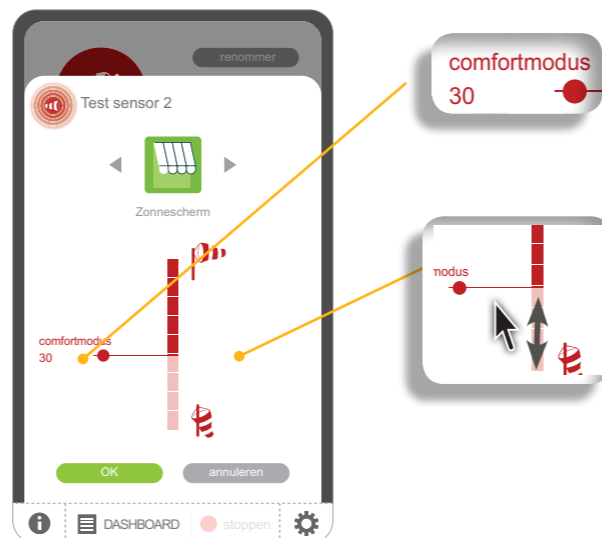 renommer
Test sensor 2
Zonnescherm
comfortmodus
30
OK
annuleren
DASHBOARD
stoppen
comfortmodus
30
modus